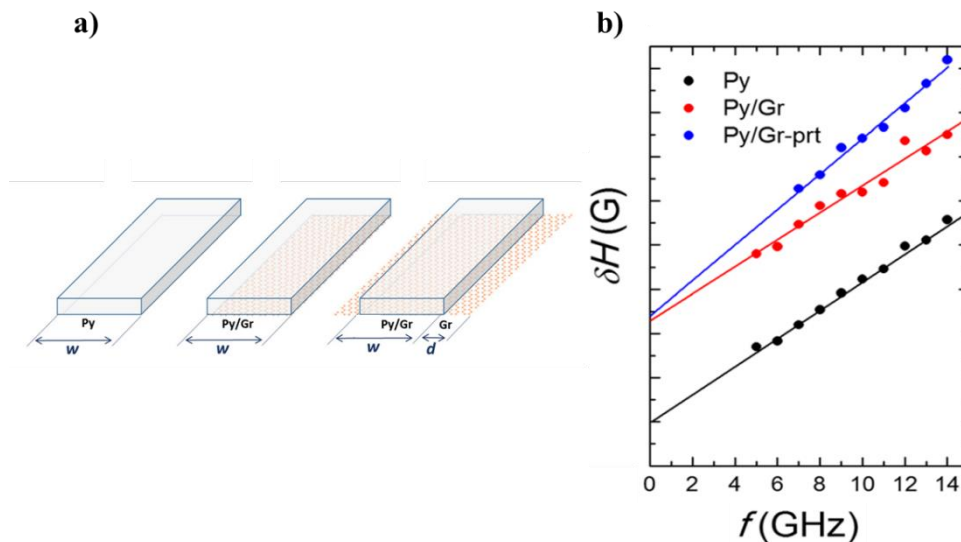 a)
Py
w
Py/Gr
w
Py/Gr Gr
w d
b)
Py
Py/Gr
Py/Gr-prt
δH (G)
0 2 4 6 8 10 12 14
f (GHz)